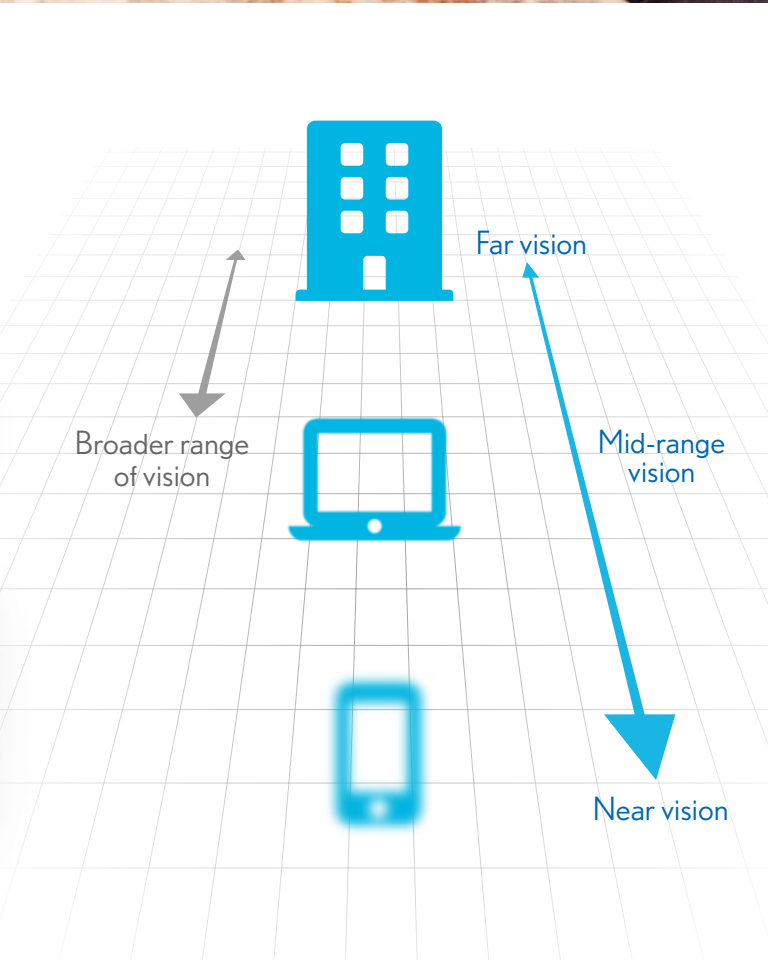 Far vision
Broader range
of vision
Mid-range
vision
Near vision